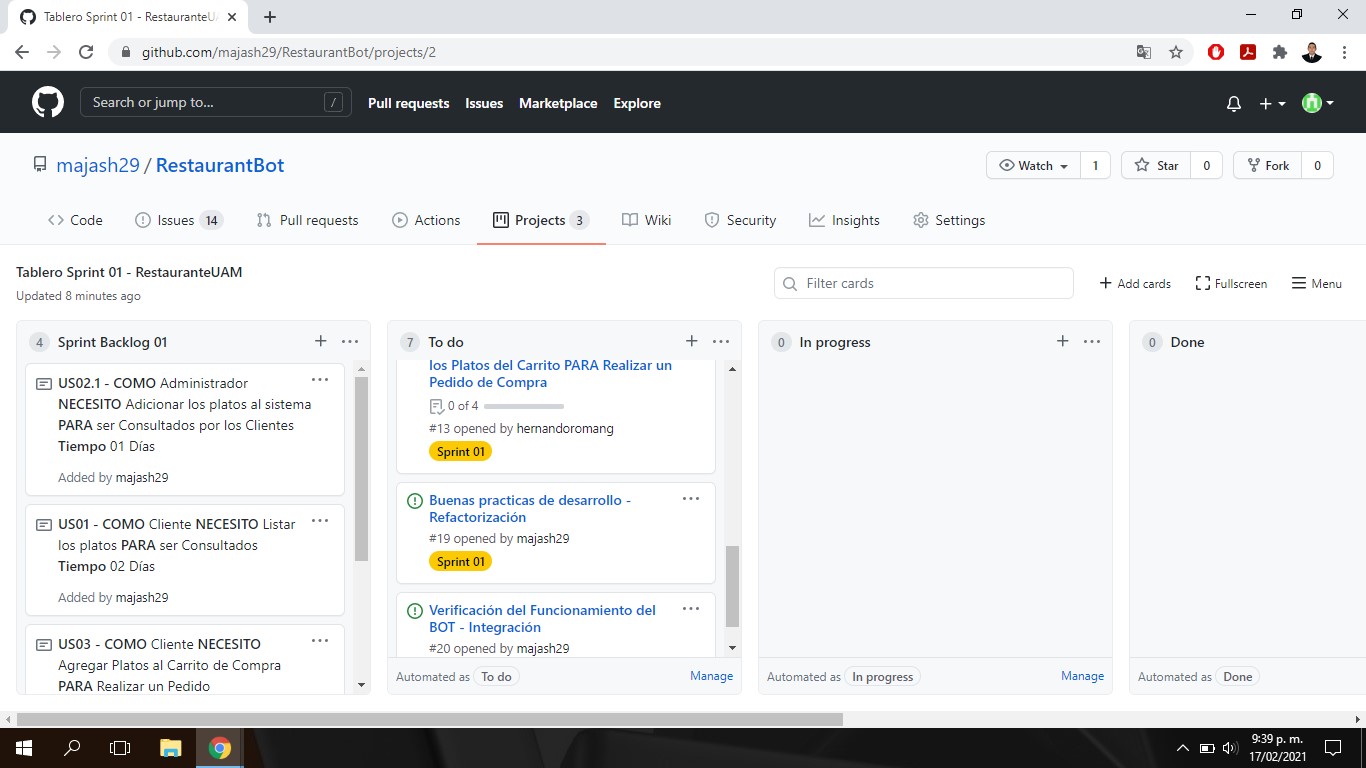 Tablero Sprint 01 - RestauranteU
github.com/majash29/RestaurantBot/projects/2
Search or jump to...
/
Pull requests
Issues
Marketplace
Explore
majash29 / RestaurantBot
Watch
1
Star
0
Fork
0
Code
Issues 14
Pull requests
Actions
Projects 3
Wiki
Security
Insights
Settings
Tablero Sprint 01 - RestauranteUAM
Updated 8 minutes ago
Filter cards
Add cards
Fullscreen
Menu
4 Sprint Backlog 01
US02.1 - COMO Administrador
NECESITO Adicionar los platos al sistema
PARA ser Consultados por los Clientes
Tiempo 01 Días
Added by majash29
US01 - COMO Cliente NECESITO Listar
los platos PARA ser Consultados
Tiempo 02 Días
Added by majash29
US03 - COMO Cliente NECESITO
Agregar Platos al Carrito de Compra
PARA Realizar un Pedido
7 To do
los Platos del Carrito PARA Realizar un
Pedido de Compra
0 of 4
#13 opened by hernandoromang
Sprint 01
Buenas practicas de desarrollo -
Refactorización
#19 opened by majash29
Sprint 01
Verificación del Funcionamiento del
BOT - Integración
#20 opened by majash29
Automated as To do
Manage
0 In progress
Automated as In progress
Manage
0 Done
Automated as Done
9:39 p. m.
17/02/2021